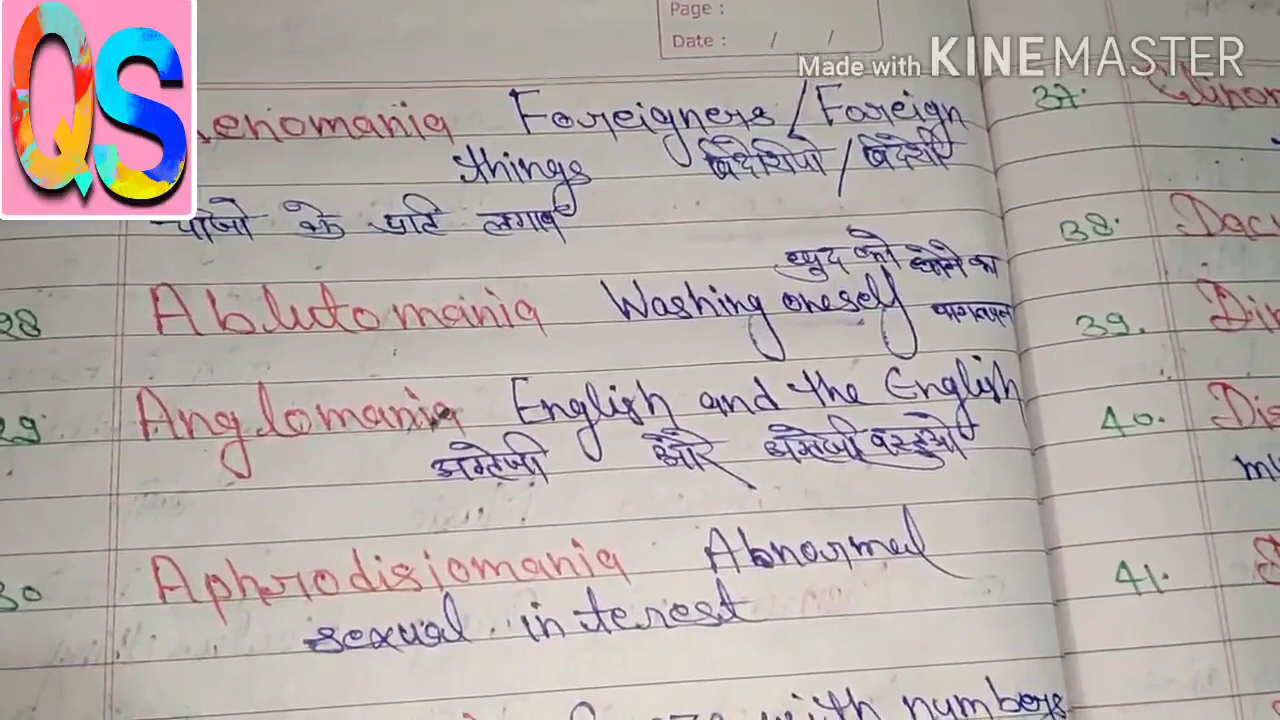 QS
Page :
Date : / /
Made with KINEMASTER
enomania Foreigners / Foreign
things विदेशियो / विदेशी
चीजो के प्रति लगाव
खुद को धोने का
28 Ablutomania Washing oneself पागलपन
29 Anglomania English and the English
अंग्रेजी और अंग्रेजी वस्तुओ
30 Aphrodisiomania Abnormal
sexual interest
with numbers
37.
38.
39.
40.
41.